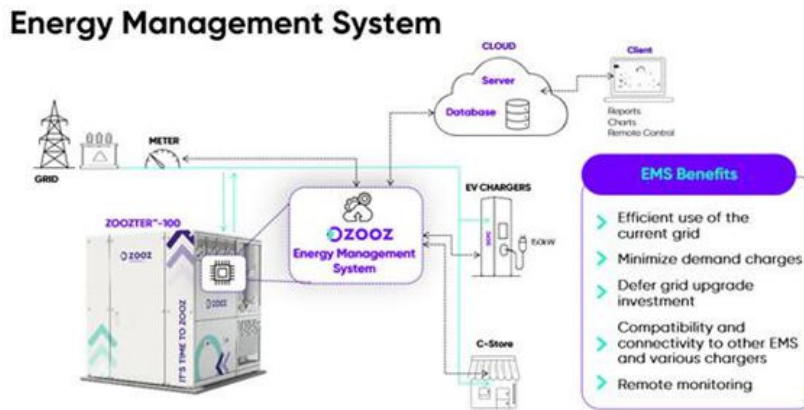 Energy Management System
CLOUD
Server
Database
Client
Reports
Charts
Remote Control
METER
GRID
ZOOZTER™-100
ZOOZ
IT'S TIME TO ZOOZ
ZOOZ
ZOOZ
Energy Management
System
EV CHARGERS
ZOOZ
150kW
C-Store
EMS Benefits
Efficient use of the
current grid
Minimize demand charges
Defer grid upgrade
investment
Compatibility and
connectivity to other EMS
and various chargers
Remote monitoring